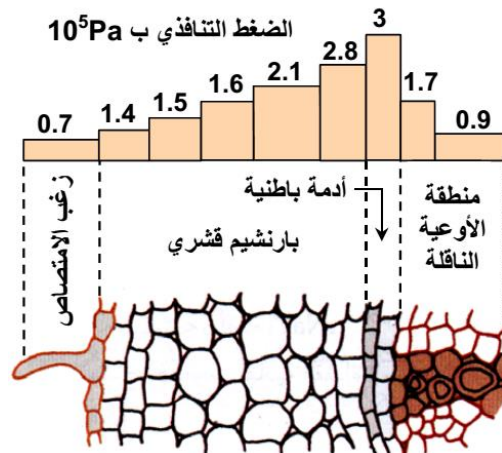 الضغط التنافذي ب 10⁵Pa
0.7
1.4
1.5
1.6
2.1
2.8
3
1.7
0.9
زغب الامتصاص
بارنشيم قشري
أدمة باطنية
منطقة
الأوعية
الناقلة